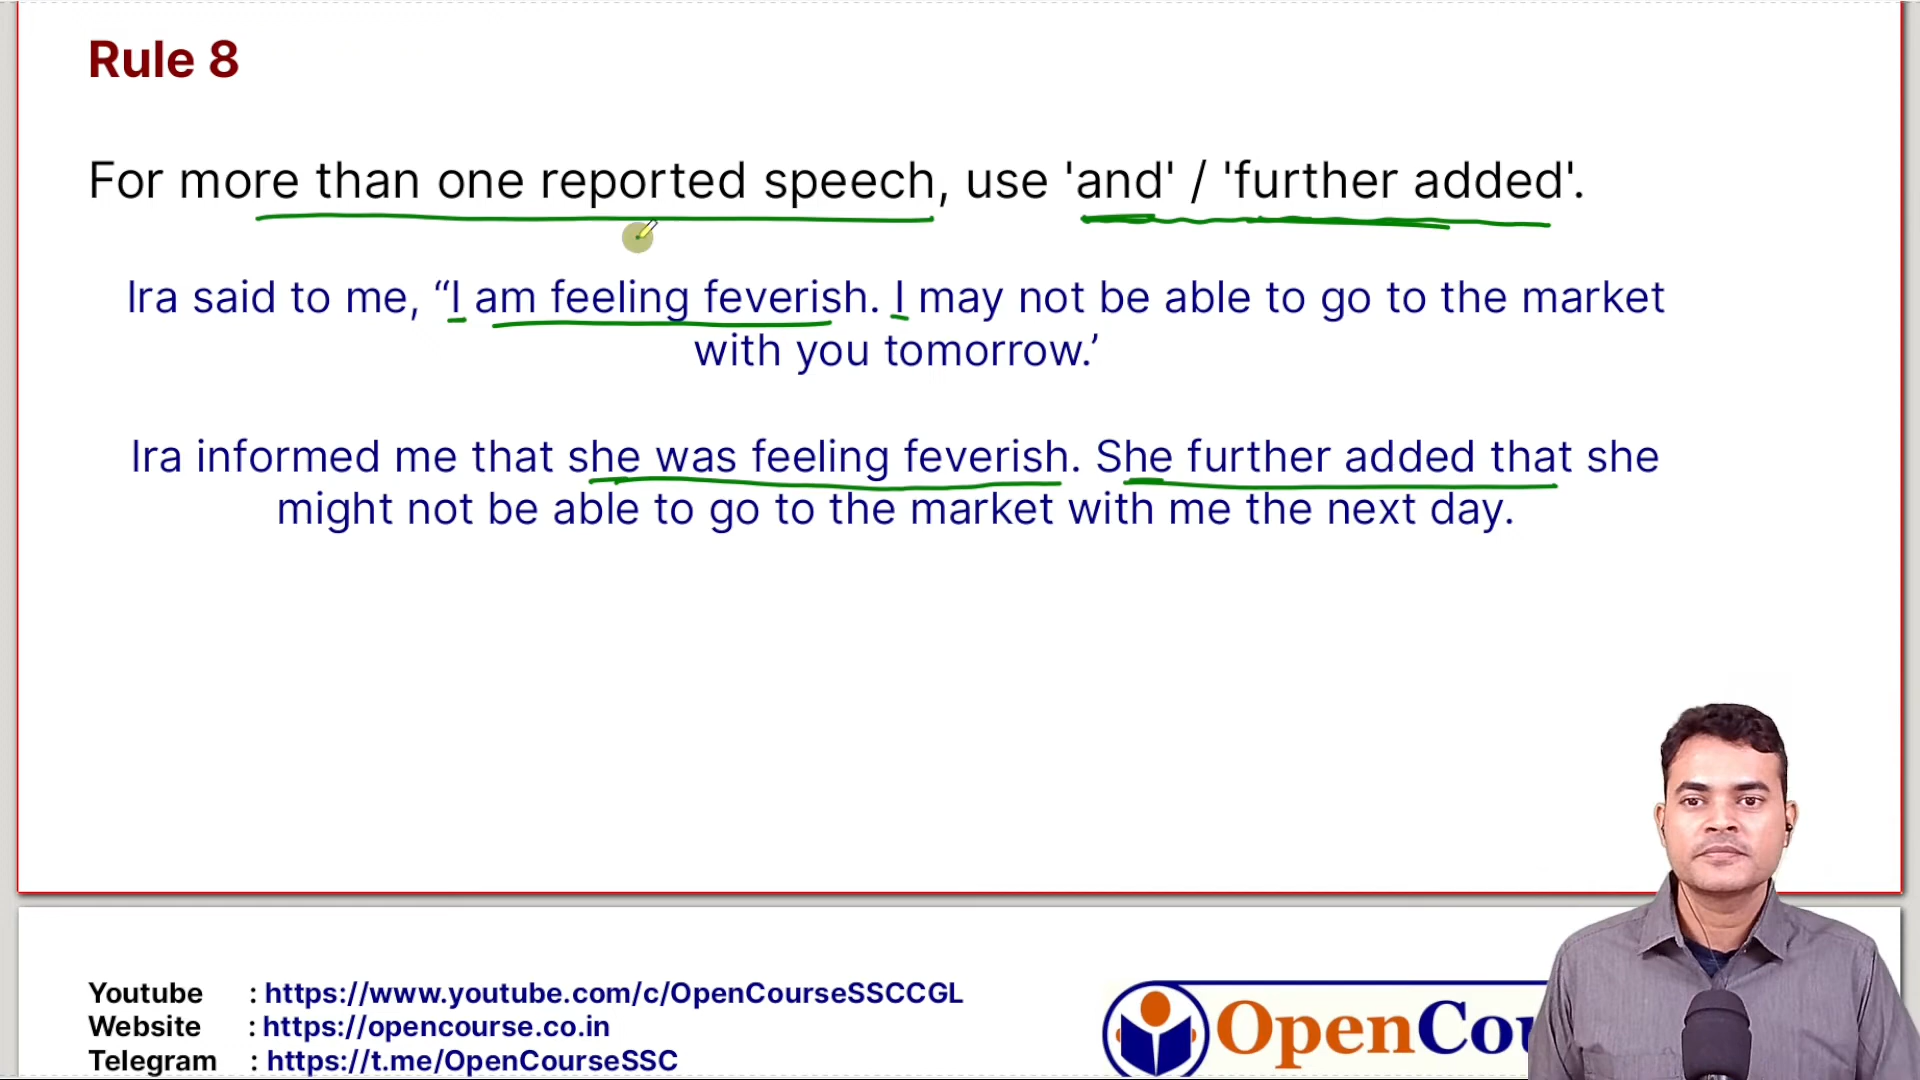 Rule 8
For more than one reported speech, use 'and' / 'further added'.
Ira said to me, “I am feeling feverish. I may not be able to go to the market
with you tomorrow.’
Ira informed me that she was feeling feverish. She further added that she
might not be able to go to the market with me the next day.
Youtube : https://www.youtube.com/c/OpenCourseSSCCGL
Website : https://opencourse.co.in
Telegram : https://t.me/OpenCourseSSC
OpenCou